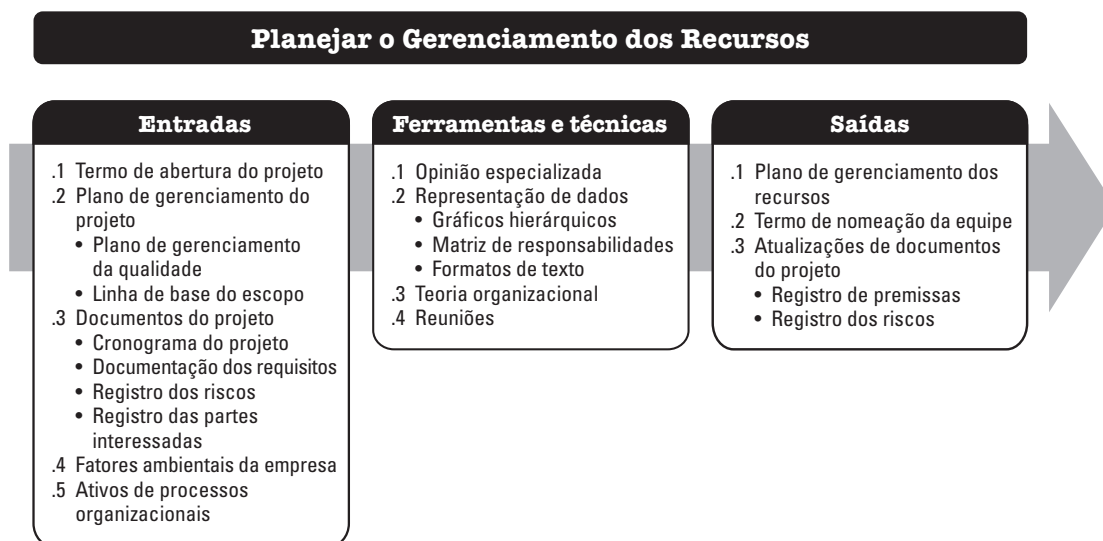 Planejar o Gerenciamento dos Recursos
Entradas
.1 Termo de abertura do projeto
.2 Plano de gerenciamento do
projeto
• Plano de gerenciamento
da qualidade
• Linha de base do escopo
.3 Documentos do projeto
• Cronograma do projeto
• Documentação dos requisitos
• Registro dos riscos
• Registro das partes
interessadas
.4 Fatores ambientais da empresa
.5 Ativos de processos
organizacionais
Ferramentas e técnicas
.1 Opinião especializada
.2 Representação de dados
• Gráficos hierárquicos
• Matriz de responsabilidades
• Formatos de texto
.3 Teoria organizacional
.4 Reuniões
Saídas
.1 Plano de gerenciamento dos
recursos
.2 Termo de nomeação da equipe
.3 Atualizações de documentos
do projeto
• Registro de premissas
• Registro dos riscos